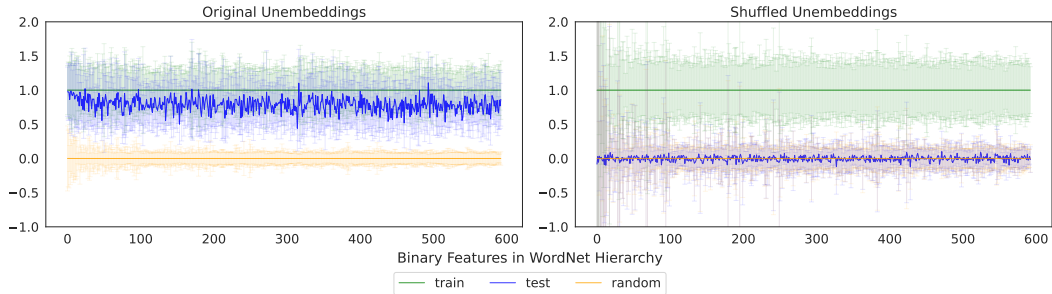 Original Unembeddings
Shuffled Unembeddings
2.0
1.5
1.0
0.5
0.0
−0.5
−1.0
0 100 200 300 400 500 600
2.0
1.5
1.0
0.5
0.0
−0.5
−1.0
0 100 200 300 400 500 600
Binary Features in WordNet Hierarchy
train test random